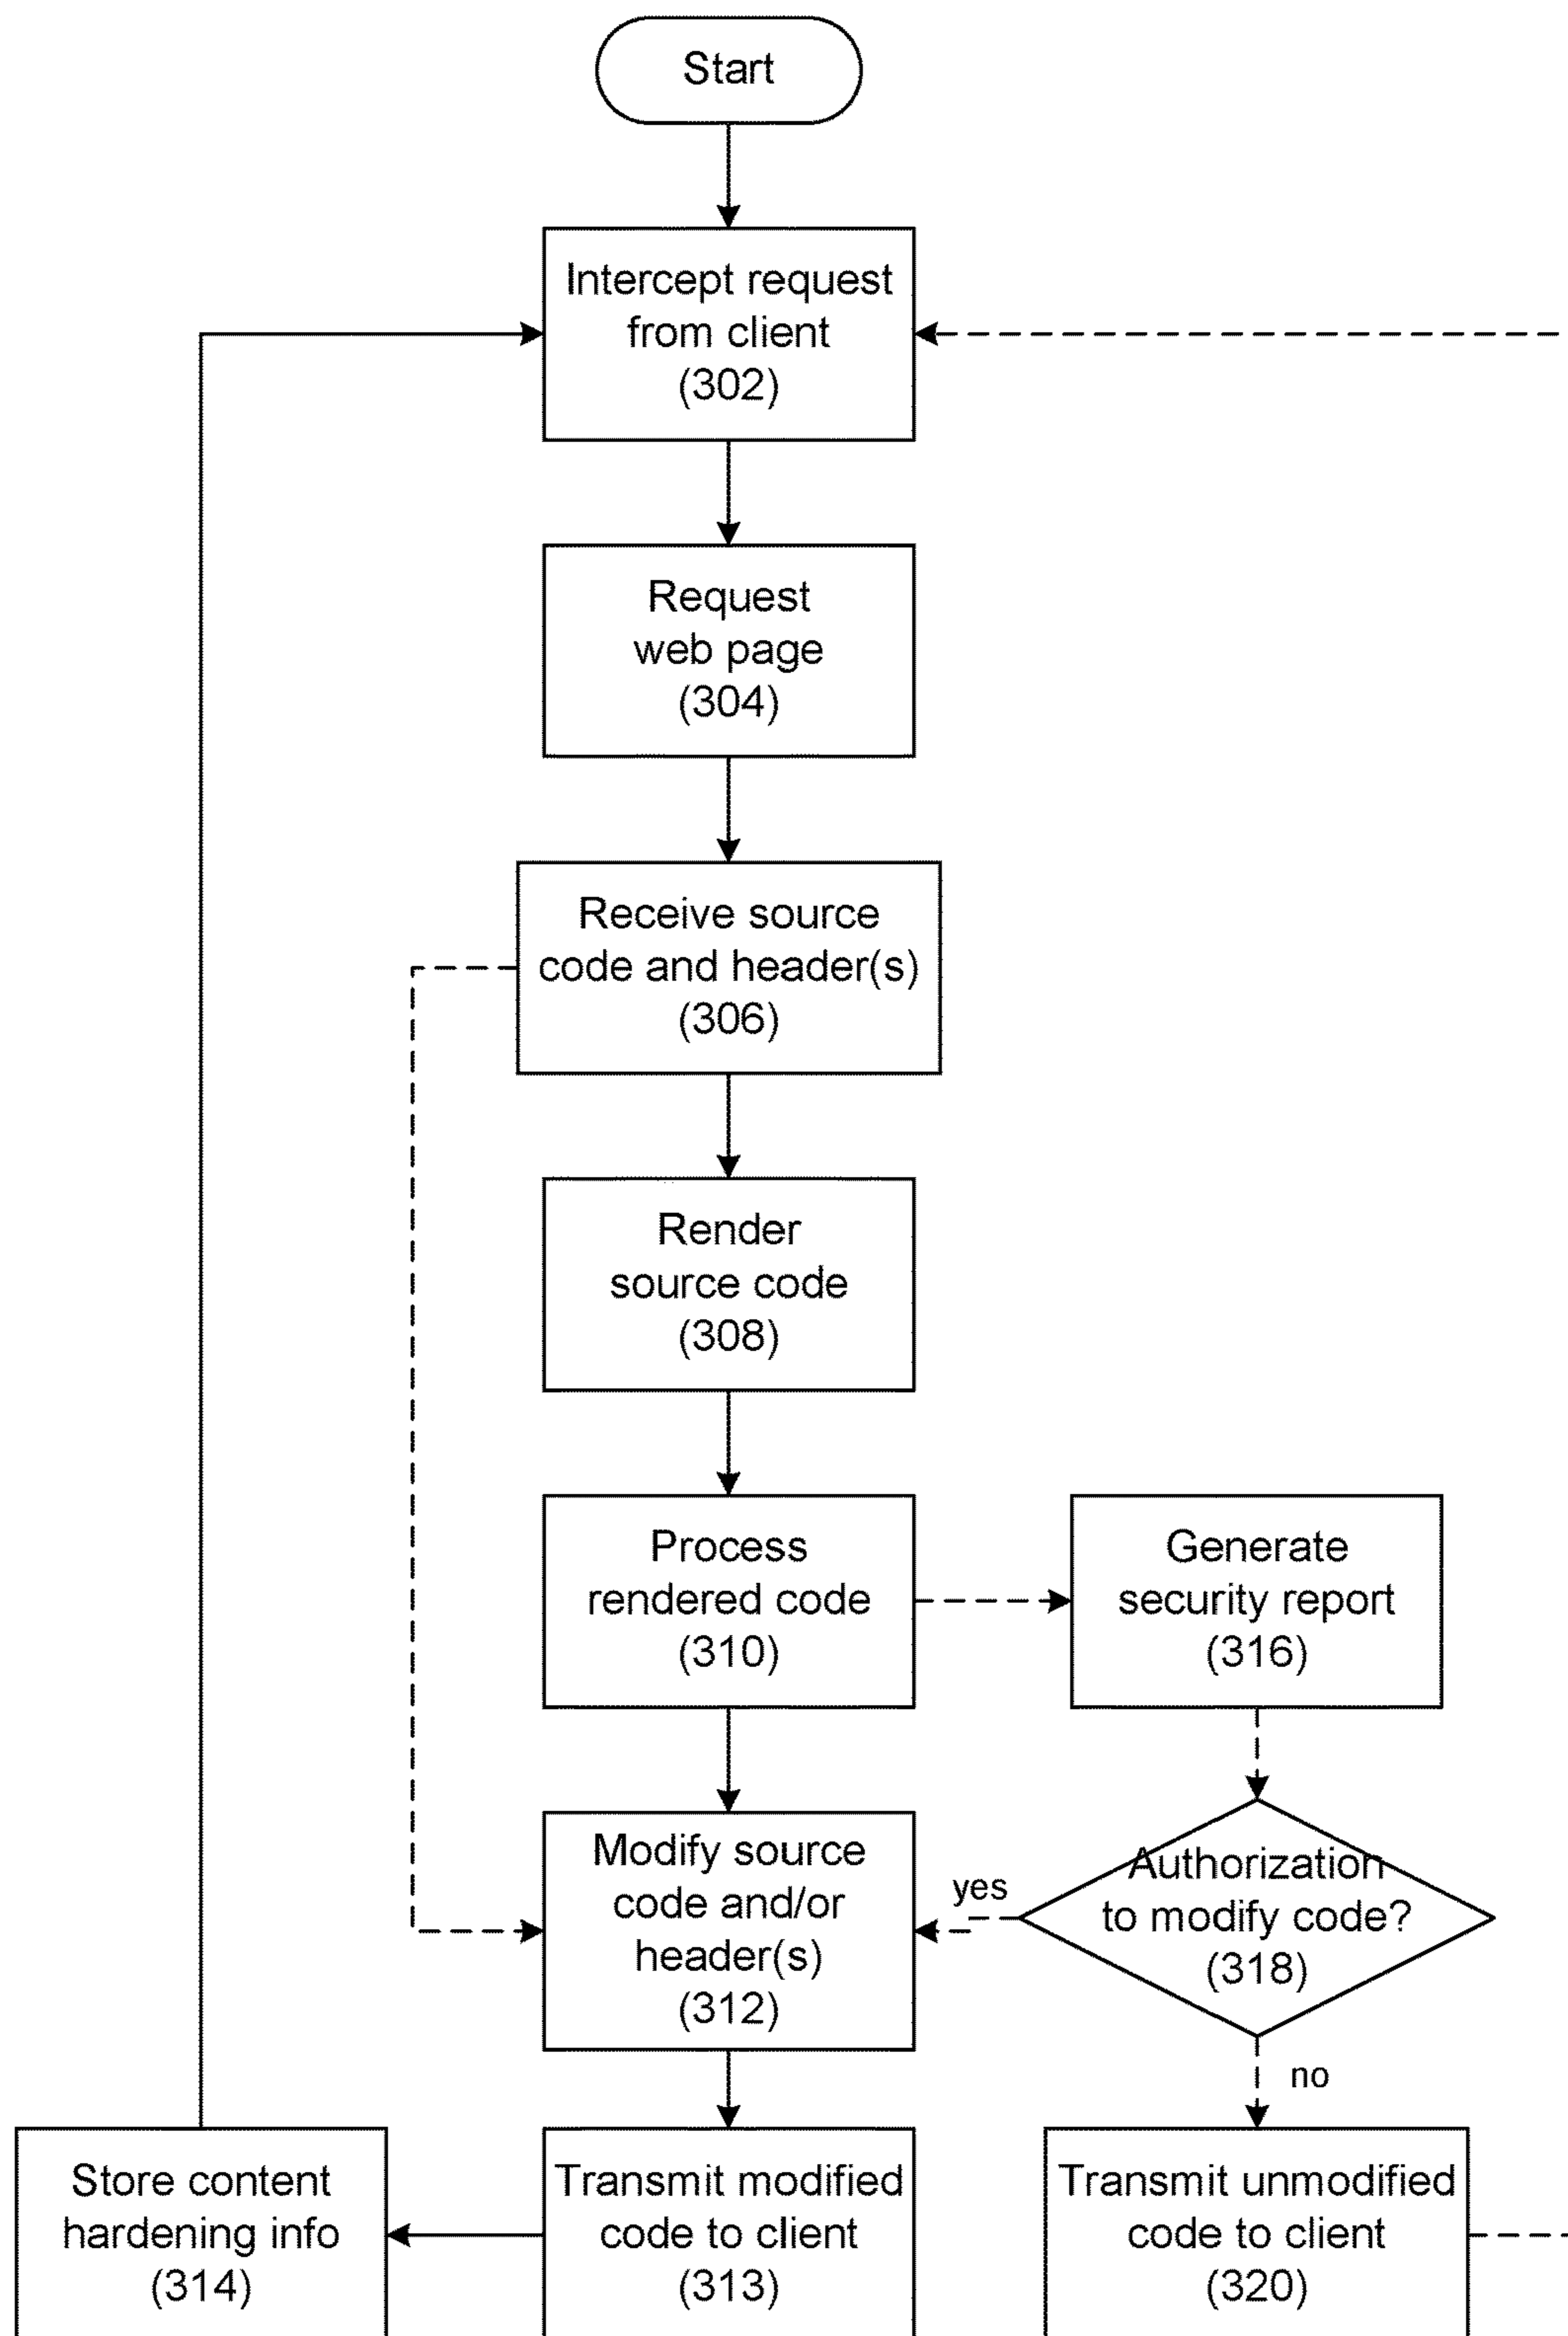 Start
Intercept request
from client
(302)
Request
web page
(304)
Receive source
code and header(s)
(306)
Render
source code
(308)
Process
rendered code
(310)
Generate
security report
(316)
Modify source
code and/or
header(s)
(312)
yes
Authorization
to modify code?
(318)
no
Store content
hardening info
(314)
Transmit modified
code to client
(313)
Transmit unmodified
code to client
(320)